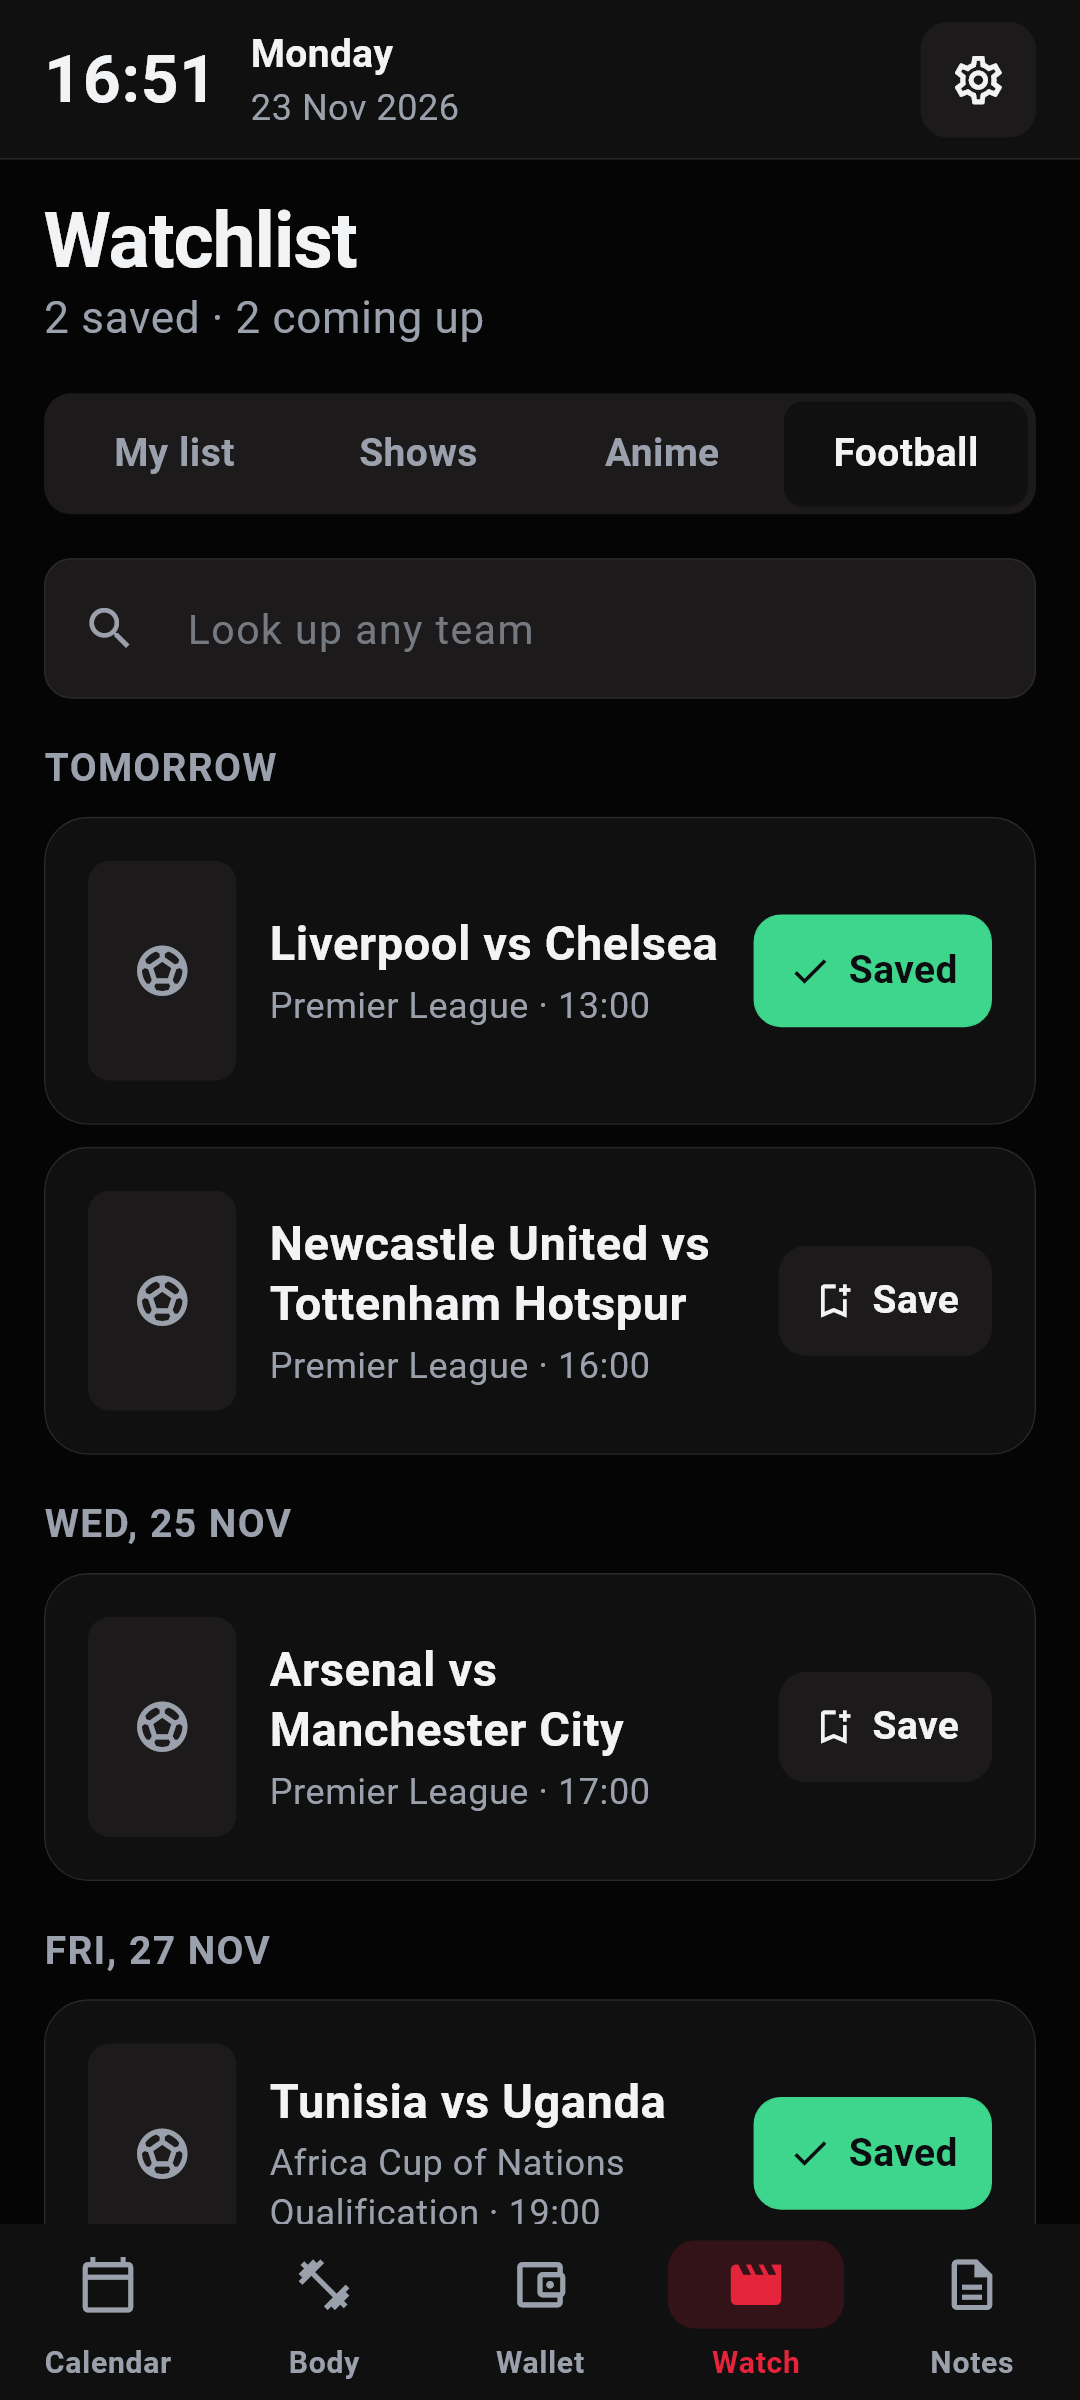 16:51
Monday
23 Nov 2026
Watchlist
2 saved · 2 coming up
My list
Shows
Anime
Football
Look up any team
TOMORROW
Liverpool vs Chelsea
Premier League · 13:00
Saved
Newcastle United vs
Tottenham Hotspur
Premier League · 16:00
Save
WED, 25 NOV
Arsenal vs
Manchester City
Premier League · 17:00
Save
FRI, 27 NOV
Tunisia vs Uganda
Africa Cup of Nations
Qualification · 19:00
Saved
Calendar
Body
Wallet
Watch
Notes